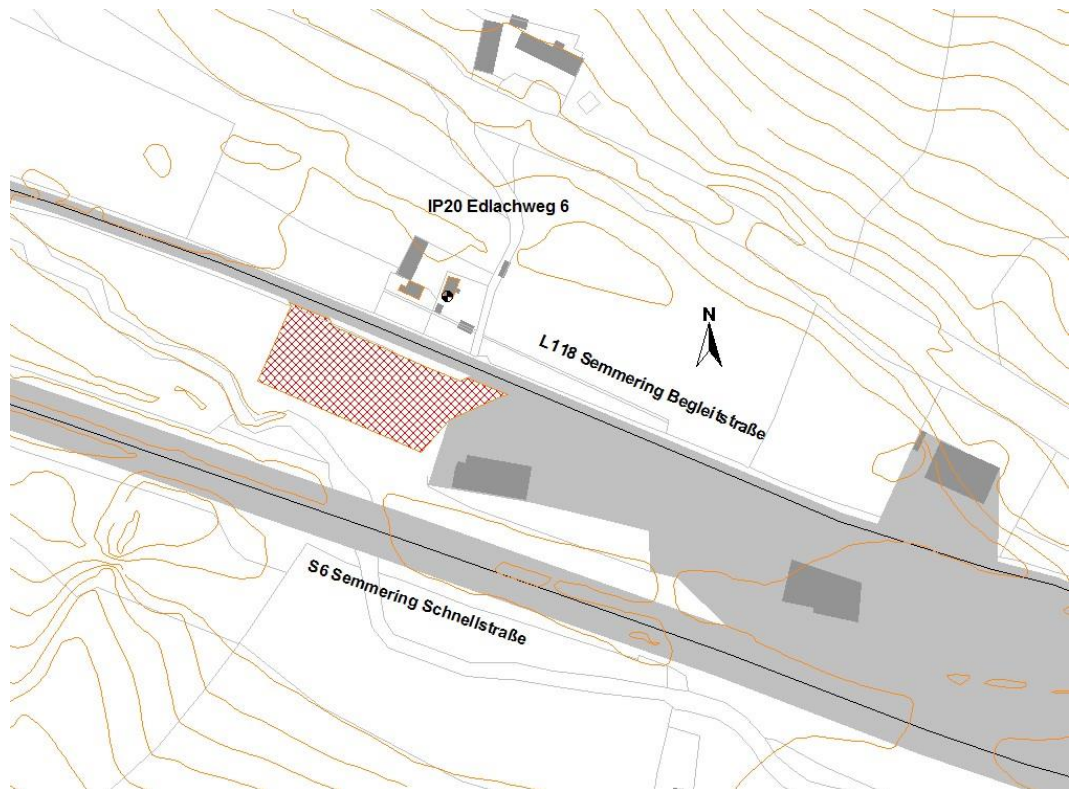 IP20 Edlachweg 6
N
L118 Semmering Begleitstraße
S6 Semmering Schnellstraße